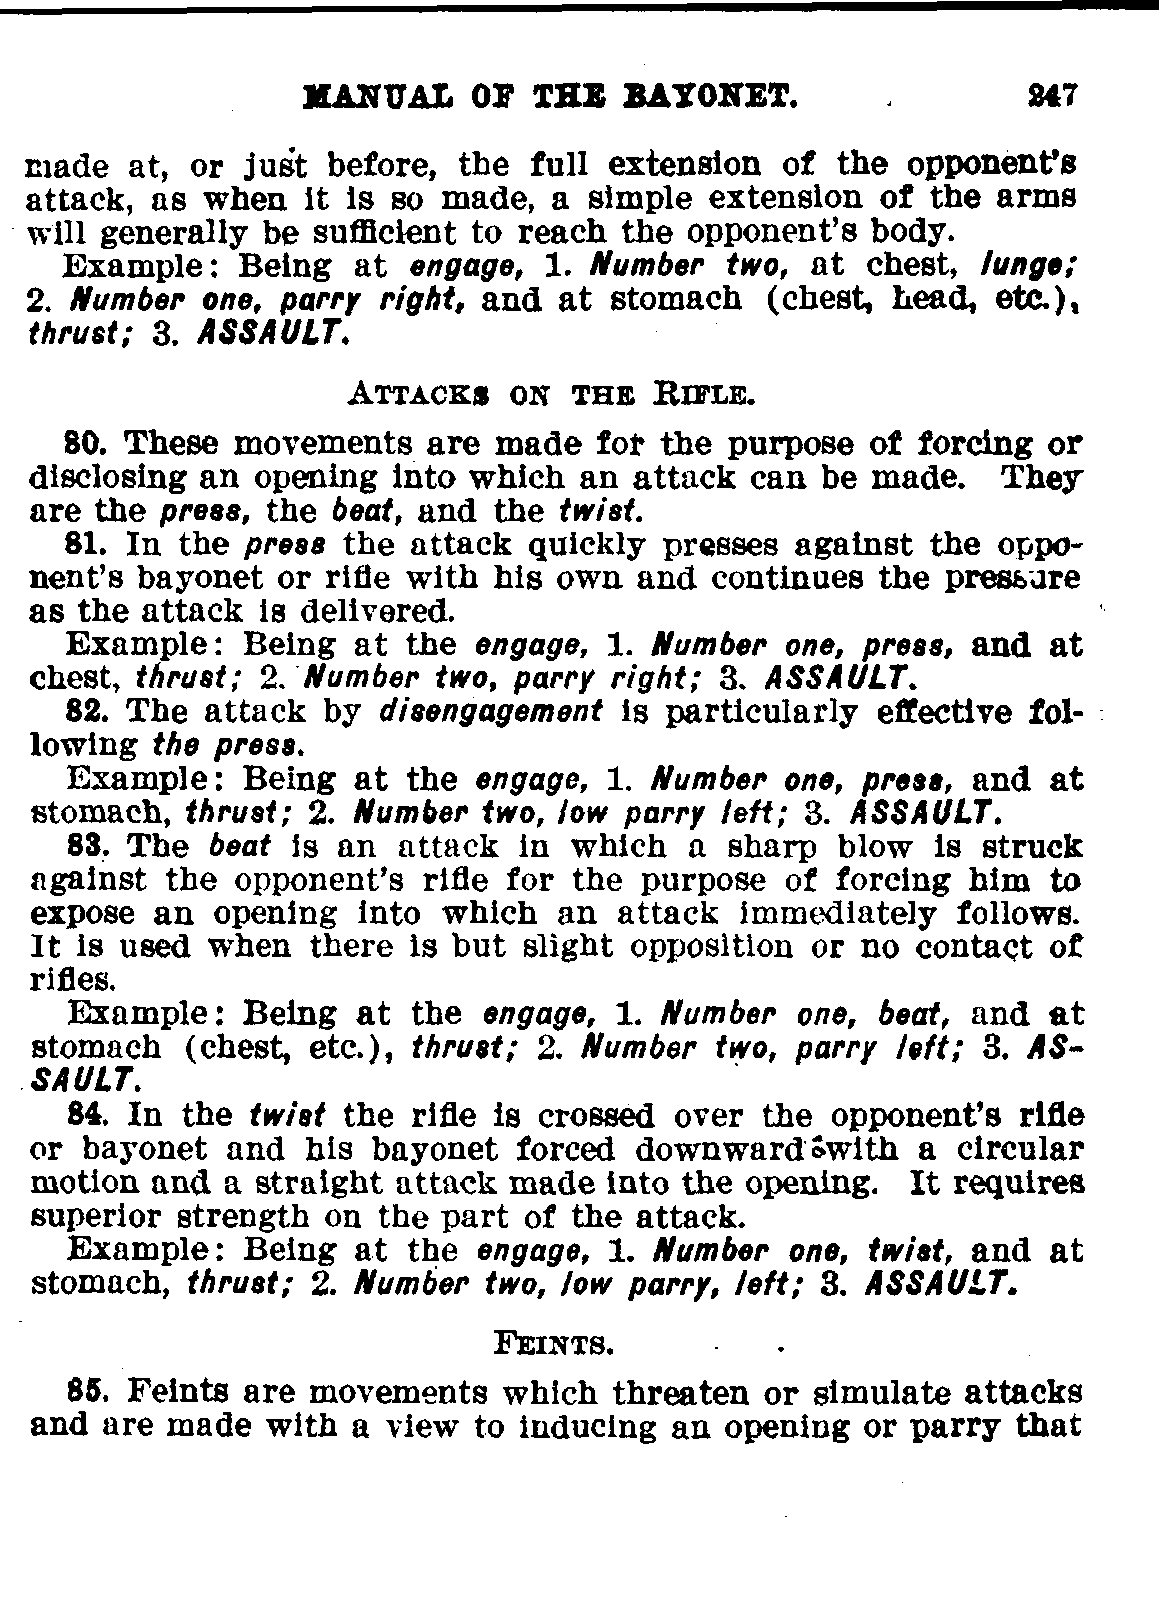 MANUAL OF THE BAYONET. 247
made at, or just before, the full extension of the opponent's
attack, as when it is so made, a simple extension of the arms
will generally be sufficient to reach the opponent's body.
Example: Being at engage, 1. Number two, at chest, lunge;
2. Number one, parry right, and at stomach (chest, head, etc.),
thrust; 3. ASSAULT.
ATTACKS ON THE RIFLE.
80. These movements are made for the purpose of forcing or
disclosing an opening into which an attack can be made. They
are the press, the beat, and the twist.
81. In the press the attack quickly presses against the oppo-
nent's bayonet or rifle with his own and continues the pressure
as the attack is delivered.
Example: Being at the engage, 1. Number one, press, and at
chest, thrust; 2. Number two, parry right; 3. ASSAULT.
82. The attack by disengagement is particularly effective fol-
lowing the press.
Example: Being at the engage, 1. Number one, press, and at
stomach, thrust; 2. Number two, low parry left; 3. ASSAULT.
83. The beat is an attack in which a sharp blow is struck
against the opponent's rifle for the purpose of forcing him to
expose an opening into which an attack immediately follows.
It is used when there is but slight opposition or no contact of
rifles.
Example: Being at the engage, 1. Number one, beat, and at
stomach (chest, etc.), thrust; 2. Number two, parry left; 3. AS-
SAULT.
84. In the twist the rifle is crossed over the opponent's rifle
or bayonet and his bayonet forced downward with a circular
motion and a straight attack made into the opening. It requires
superior strength on the part of the attack.
Example: Being at the engage, 1. Number one, twist, and at
stomach, thrust; 2. Number two, low parry, left; 3. ASSAULT.
FEINTS.
85. Feints are movements which threaten or simulate attacks
and are made with a view to inducing an opening or parry that